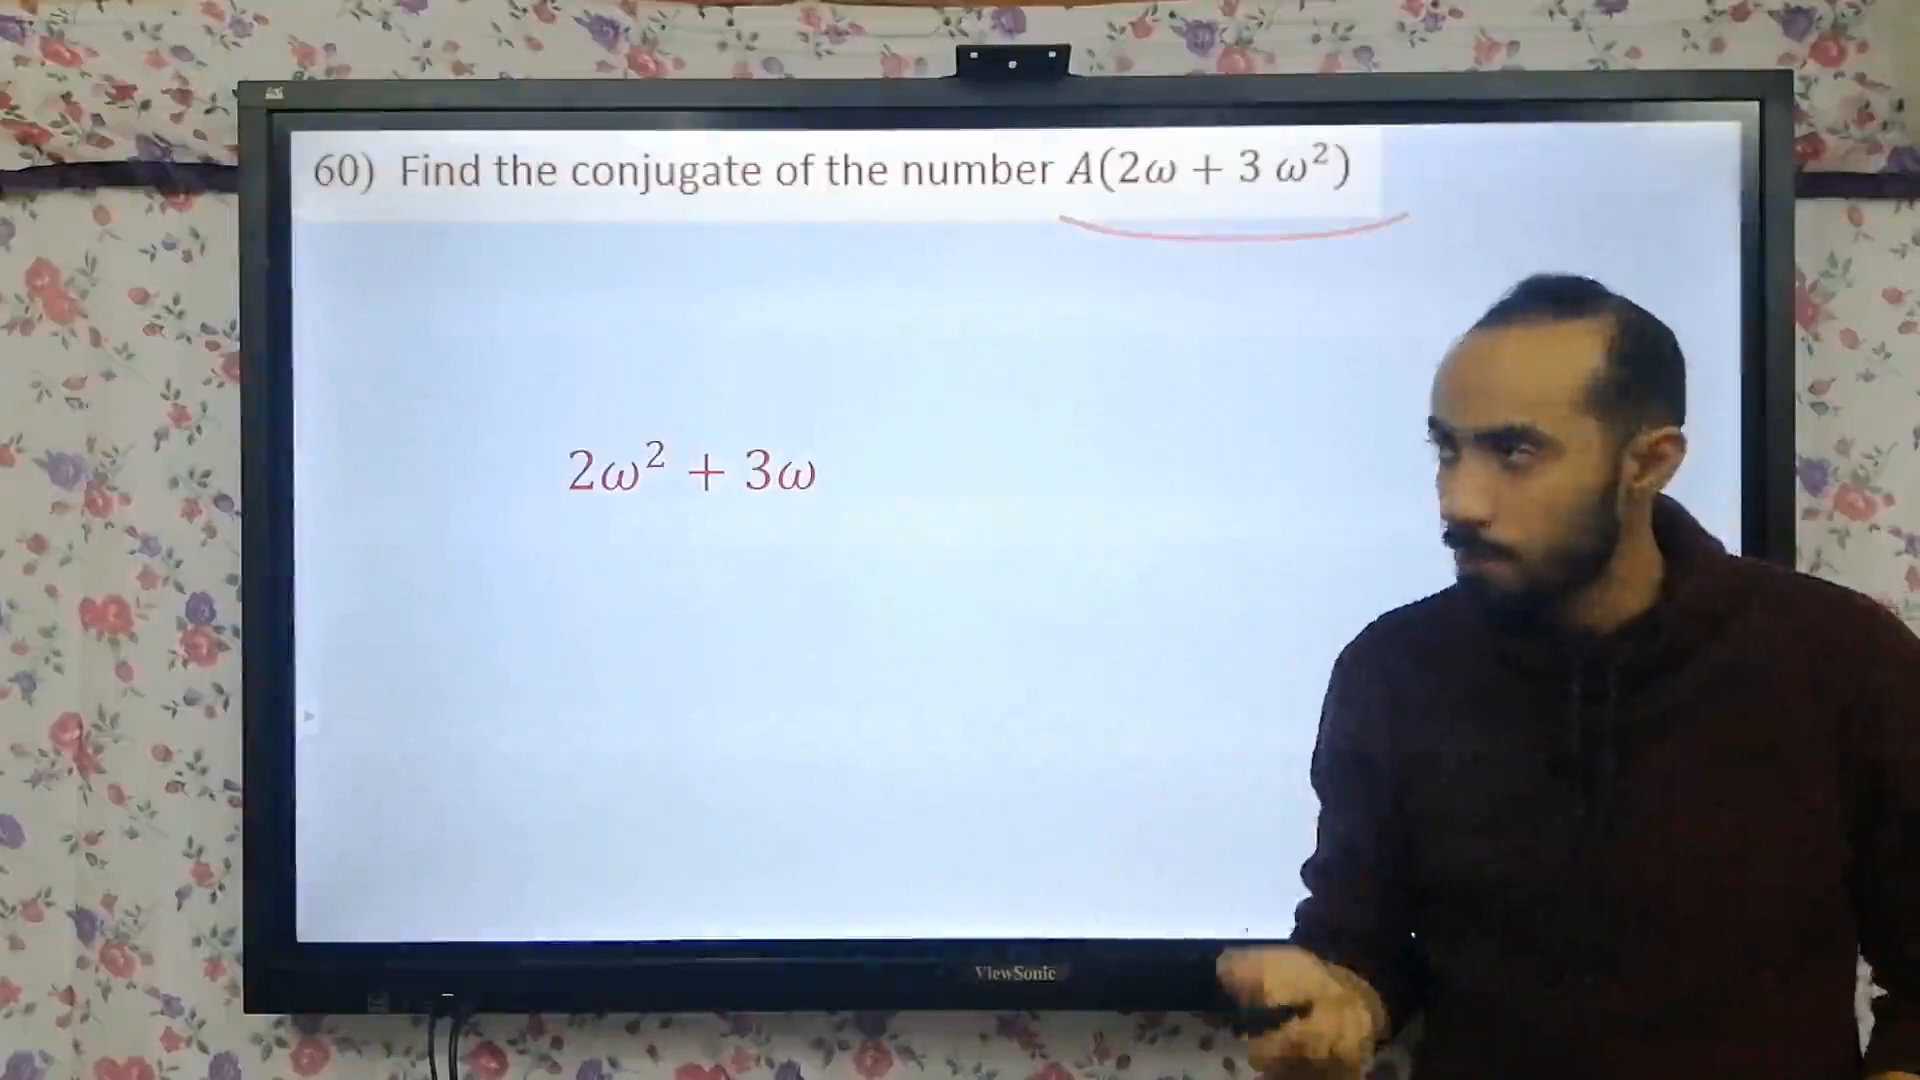 60) Find the conjugate of the number A(2ω + 3 ω²)
2ω² + 3ω
ViewSonic